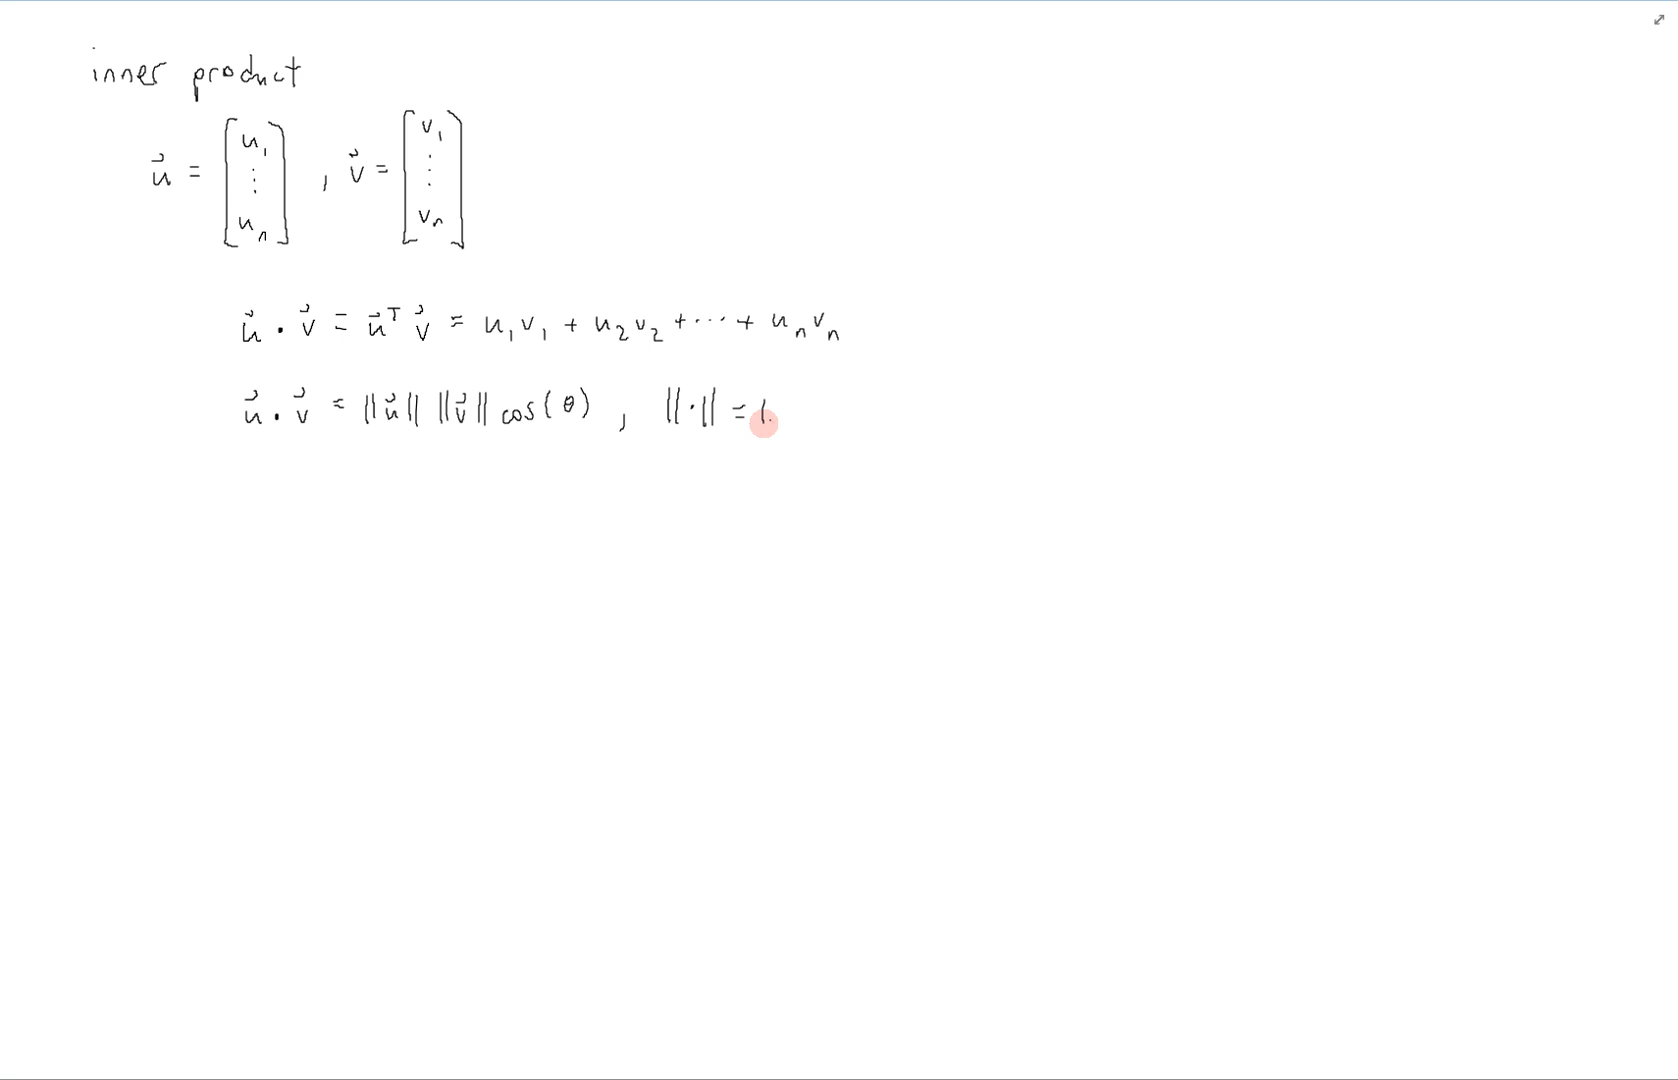 inner product
u⃗ = [u₁ ⋮ uₙ] , v⃗ = [v₁ ⋮ vₙ]
u⃗ · v⃗ = u⃗ᵀ v⃗ = u₁v₁ + u₂v₂ + ··· + uₙvₙ
u⃗ · v⃗ = ||u⃗|| ||v⃗|| cos(θ) , ||·|| =